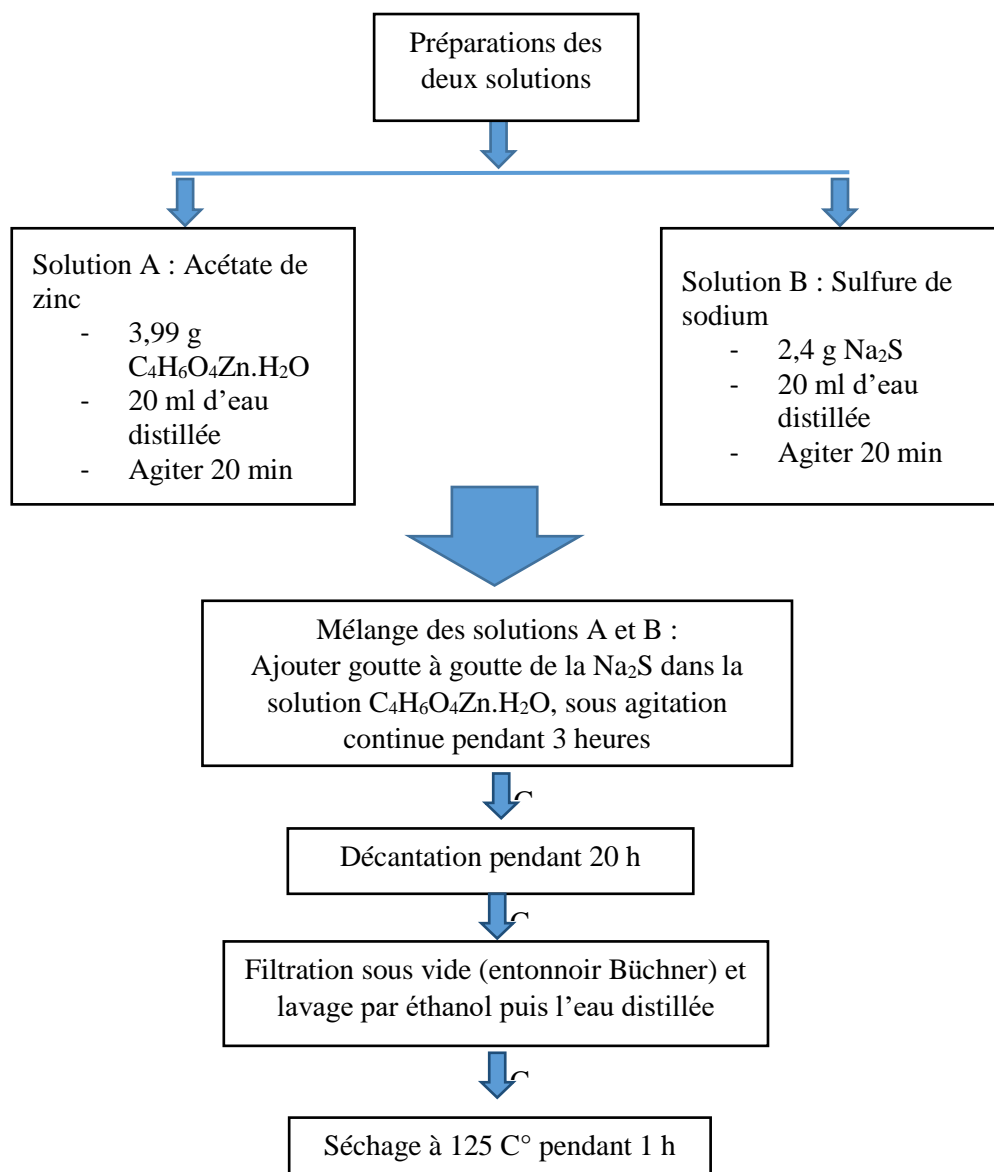 Préparations des
deux solutions
Solution A : Acétate de
zinc
- 3,99 g
C₄H₆O₄Zn.H₂O
- 20 ml d’eau
distillée
- Agiter 20 min
Solution B : Sulfure de
sodium
- 2,4 g Na₂S
- 20 ml d’eau
distillée
- Agiter 20 min
Mélange des solutions A et B :
Ajouter goutte à goutte de la Na₂S dans la
solution C₄H₆O₄Zn.H₂O, sous agitation
continue pendant 3 heures
Décantation pendant 20 h
Filtration sous vide (entonnoir Büchner) et
lavage par éthanol puis l’eau distillée
Séchage à 125 C° pendant 1 h